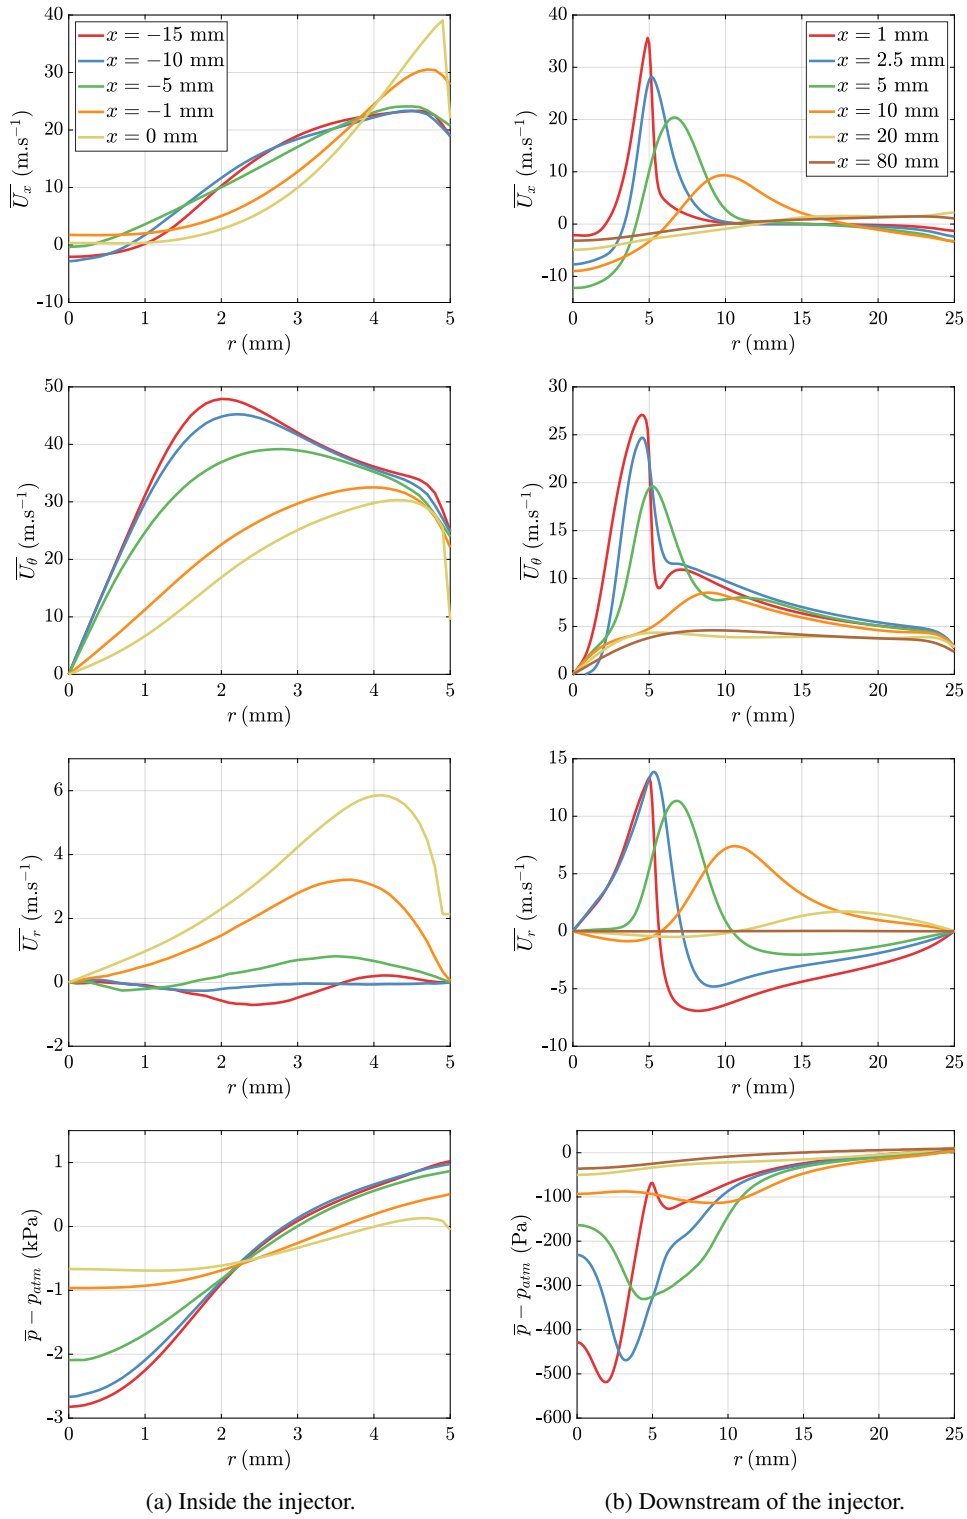 40
30
20
10
0
-10
0 1 2 3 4 5
r (mm)
U̅x̅ (m.s⁻¹)
x = −15 mm
x = −10 mm
x = −5 mm
x = −1 mm
x = 0 mm
40
30
20
10
0
-10
0 5 10 15 20 25
r (mm)
U̅x̅ (m.s⁻¹)
x = 1 mm
x = 2.5 mm
x = 5 mm
x = 10 mm
x = 20 mm
x = 80 mm
50
40
30
20
10
0
0 1 2 3 4 5
r (mm)
U̅θ̅ (m.s⁻¹)
30
25
20
15
10
5
0
0 5 10 15 20 25
r (mm)
U̅θ̅ (m.s⁻¹)
6
4
2
0
-2
0 1 2 3 4 5
r (mm)
U̅r̅ (m.s⁻¹)
15
10
5
0
-5
-10
0 5 10 15 20 25
r (mm)
U̅r̅ (m.s⁻¹)
1
0
-1
-2
-3
0 1 2 3 4 5
r (mm)
p̅ − patm (kPa)
0
-100
-200
-300
-400
-500
-600
0 5 10 15 20 25
r (mm)
p̅ − patm (Pa)
(a) Inside the injector.
(b) Downstream of the injector.